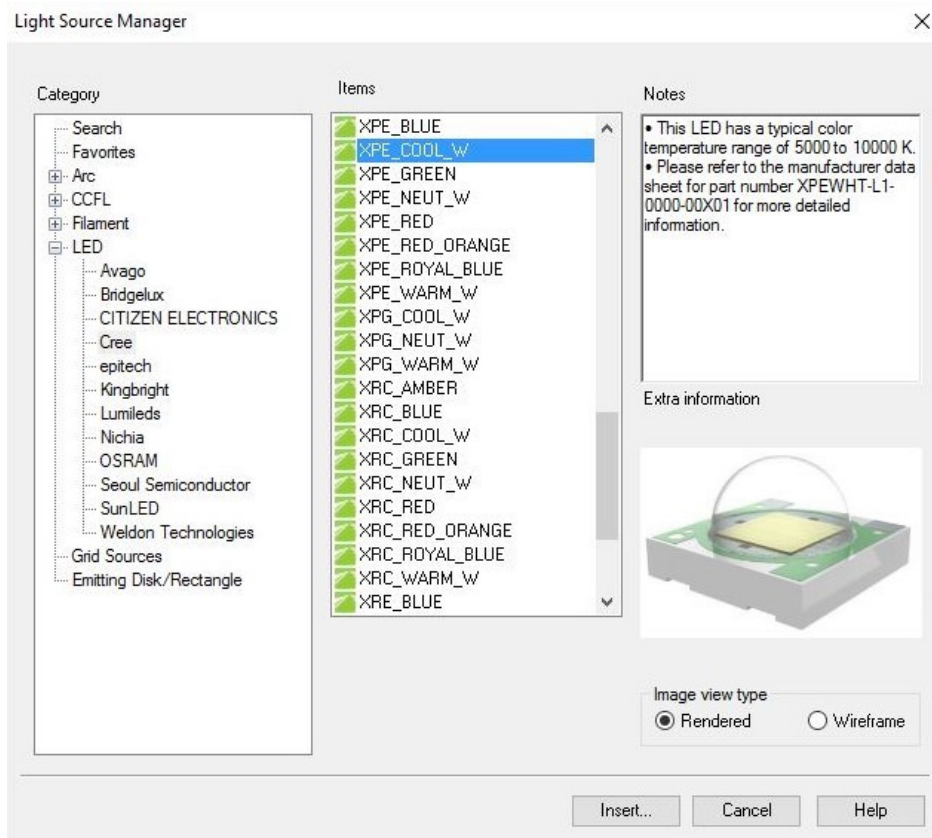 Light Source Manager
Category
Search
Favorites
Arc
CCFL
Filament
LED
Avago
Bridgelux
CITIZEN ELECTRONICS
Cree
epitech
Kingbright
Lumileds
Nichia
OSRAM
Seoul Semiconductor
SunLED
Weldon Technologies
Grid Sources
Emitting Disk/Rectangle
Items
XPE_BLUE
XPE_COOL_W
XPE_GREEN
XPE_NEUT_W
XPE_RED
XPE_RED_ORANGE
XPE_ROYAL_BLUE
XPE_WARM_W
XPG_COOL_W
XPG_NEUT_W
XPG_WARM_W
XRC_AMBER
XRC_BLUE
XRC_COOL_W
XRC_GREEN
XRC_NEUT_W
XRC_RED
XRC_RED_ORANGE
XRC_ROYAL_BLUE
XRC_WARM_W
XRE_BLUE
Notes
• This LED has a typical color
temperature range of 5000 to 10000 K.
• Please refer to the manufacturer data
sheet for part number XPEWHT-L1-
0000-00X01 for more detailed
information.
Extra information
Image view type
Rendered
Wireframe
Insert...
Cancel
Help